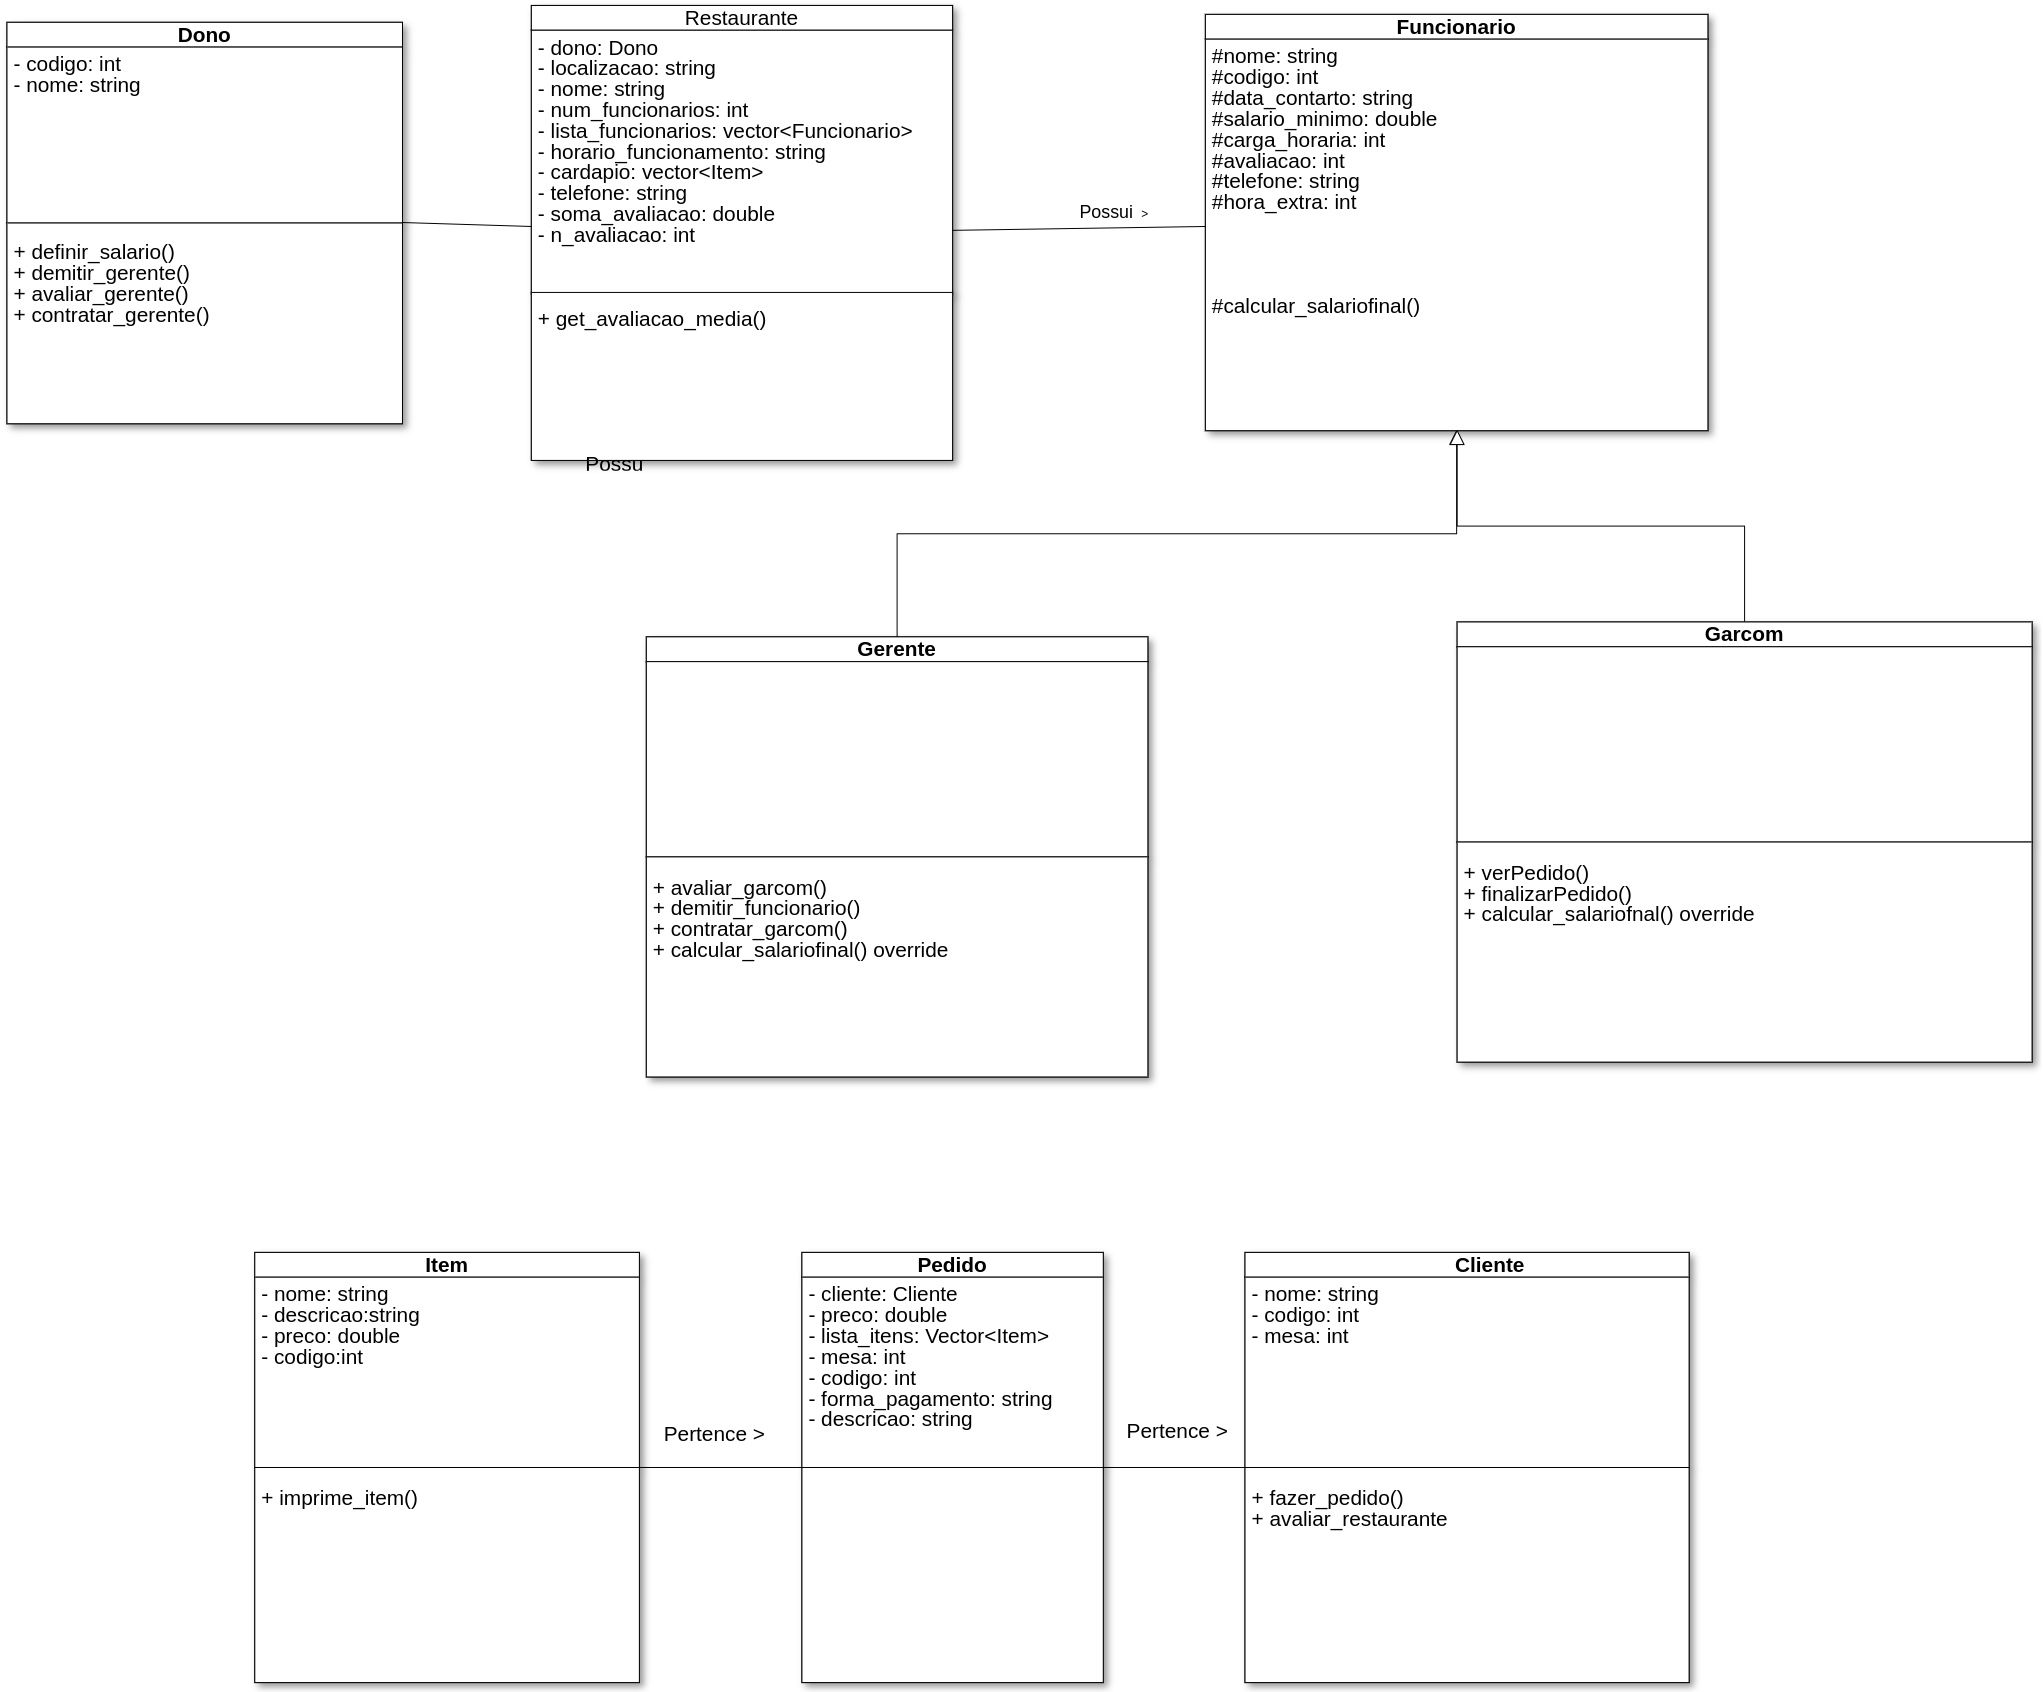 Dono
- codigo: int
- nome: string
+ definir_salario()
+ demitir_gerente()
+ avaliar_gerente()
+ contratar_gerente()
Restaurante
- dono: Dono
- localizacao: string
- nome: string
- num_funcionarios: int
- lista_funcionarios: vector<Funcionario>
- horario_funcionamento: string
- cardapio: vector<Item>
- telefone: string
- soma_avaliacao: double
- n_avaliacao: int
+ get_avaliacao_media()
Possu
Possui >
Funcionario
#nome: string
#codigo: int
#data_contarto: string
#salario_minimo: double
#carga_horaria: int
#avaliacao: int
#telefone: string
#hora_extra: int
#calcular_salariofinal()
Gerente
+ avaliar_garcom()
+ demitir_funcionario()
+ contratar_garcom()
+ calcular_salariofinal() override
Garcom
+ verPedido()
+ finalizarPedido()
+ calcular_salariofnal() override
Item
- nome: string
- descricao:string
- preco: double
- codigo:int
+ imprime_item()
Pertence >
Pedido
- cliente: Cliente
- preco: double
- lista_itens: Vector<Item>
- mesa: int
- codigo: int
- forma_pagamento: string
- descricao: string
Pertence >
Cliente
- nome: string
- codigo: int
- mesa: int
+ fazer_pedido()
+ avaliar_restaurante